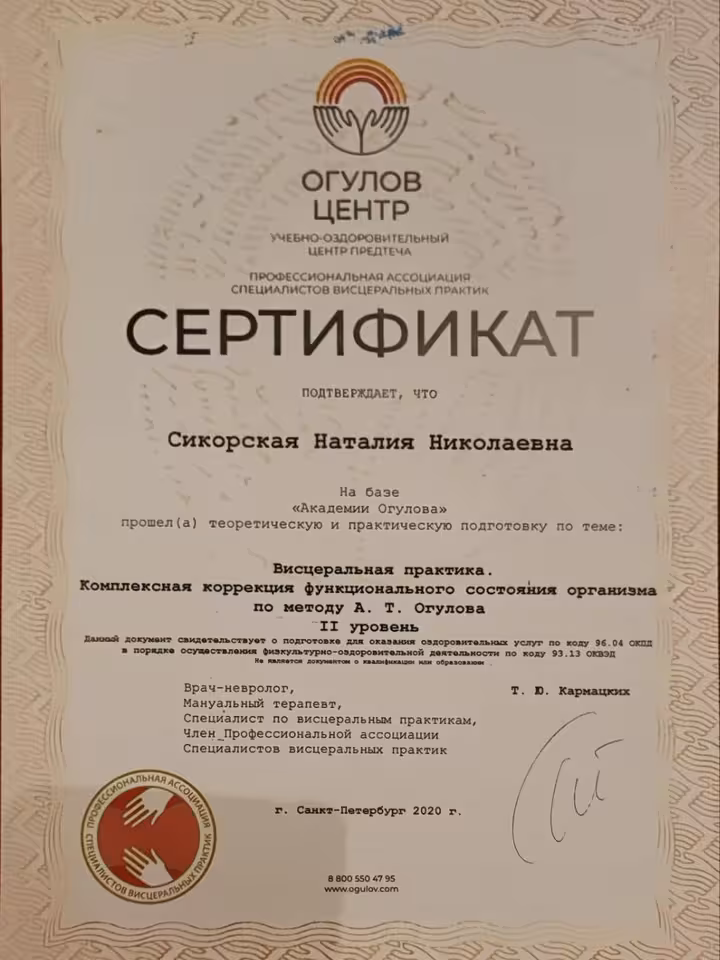 ОГУЛОВ
ЦЕНТР
УЧЕБНО-ОЗДОРОВИТЕЛЬНЫЙ
ЦЕНТР ПРЕДТЕЧА
ПРОФЕССИОНАЛЬНАЯ АССОЦИАЦИЯ
СПЕЦИАЛИСТОВ ВИСЦЕРАЛЬНЫХ ПРАКТИК
СЕРТИФИКАТ
ПОДТВЕРЖДАЕТ, ЧТО
Сикорская Наталия Николаевна
На базе
«Академии Огулова»
прошел(а) теоретическую и практическую подготовку по теме:
Висцеральная практика.
Комплексная коррекция функционального состояния организма
по методу А. Т. Огулова
II уровень
Данный документ свидетельствует о подготовке для оказания оздоровительных услуг по коду 96.04 ОКПД
в порядке осуществления физкультурно-оздоровительной деятельности по коду 93.13 ОКВЭД
Не является документом о квалификации или образовании .
Врач-невролог,
Мануальный терапевт,
Специалист по висцеральным практикам,
Член_Профессиональной ассоциации
Специалистов висцеральных практик
Т. Ю. Кармацких
г. Санкт-Петербург 2020 г.
ПРОФЕССИОНАЛЬНАЯ АССОЦИАЦИЯ
СПЕЦИАЛИСТОВ ВИСЦЕРАЛЬНЫХ ПРАКТИК
8 800 550 47 95
www.ogulov.com